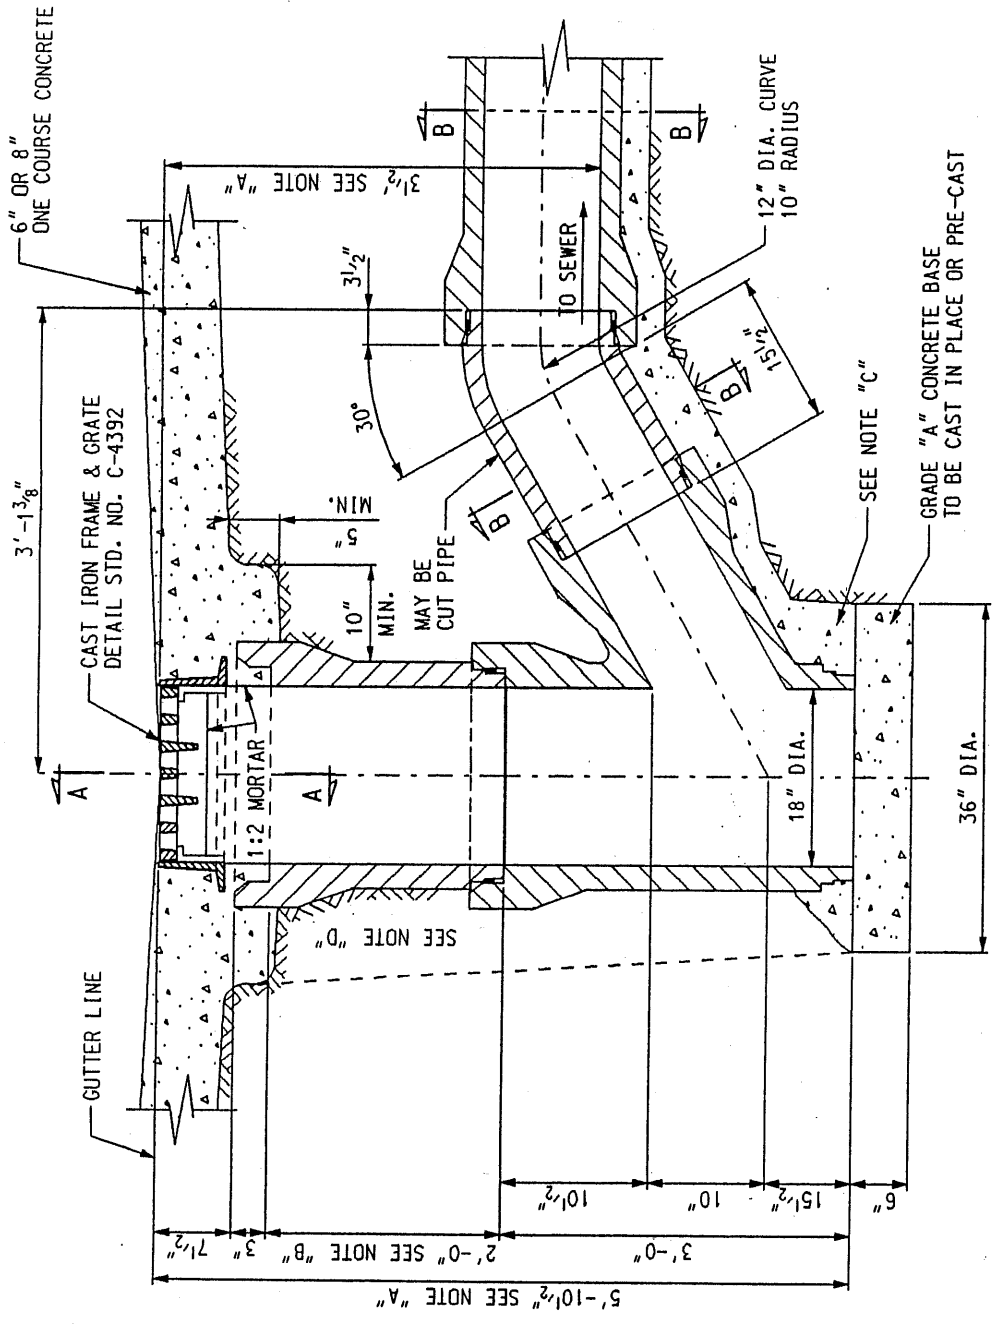 6" OR 8"
ONE COURSE CONCRETE
3'-1 3/8"
3 1/2"
3 1/2' SEE NOTE "A"
CAST IRON FRAME & GRATE
DETAIL STD. NO. C-4392
5"
MIN.
10"
MIN.
30°
MAY BE
CUT PIPE
B
B
B
B
TO SEWER
12" DIA. CURVE
10" RADIUS
15 1/2"
A
A
1:2 MORTAR
SEE NOTE "C"
GRADE "A" CONCRETE BASE
TO BE CAST IN PLACE OR PRE-CAST
18" DIA.
36" DIA.
SEE NOTE "D"
GUTTER LINE
7 1/2"
3"
2'-0" SEE NOTE "B"
3'-0"
10 1/2"
10"
15 1/2"
6"
5'-10 1/2" SEE NOTE "A"